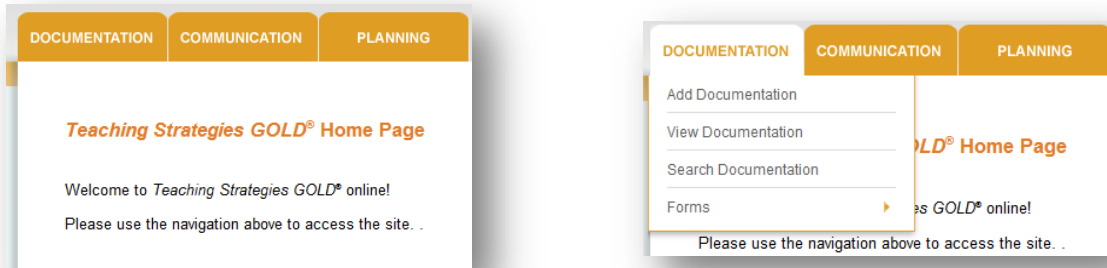 DOCUMENTATION COMMUNICATION PLANNING
Teaching Strategies GOLD® Home Page
Welcome to Teaching Strategies GOLD® online!
Please use the navigation above to access the site. .
DOCUMENTATION COMMUNICATION PLANNING
Add Documentation
View Documentation
Search Documentation
Forms
LD® Home Page
es GOLD® online!
Please use the navigation above to access the site. .